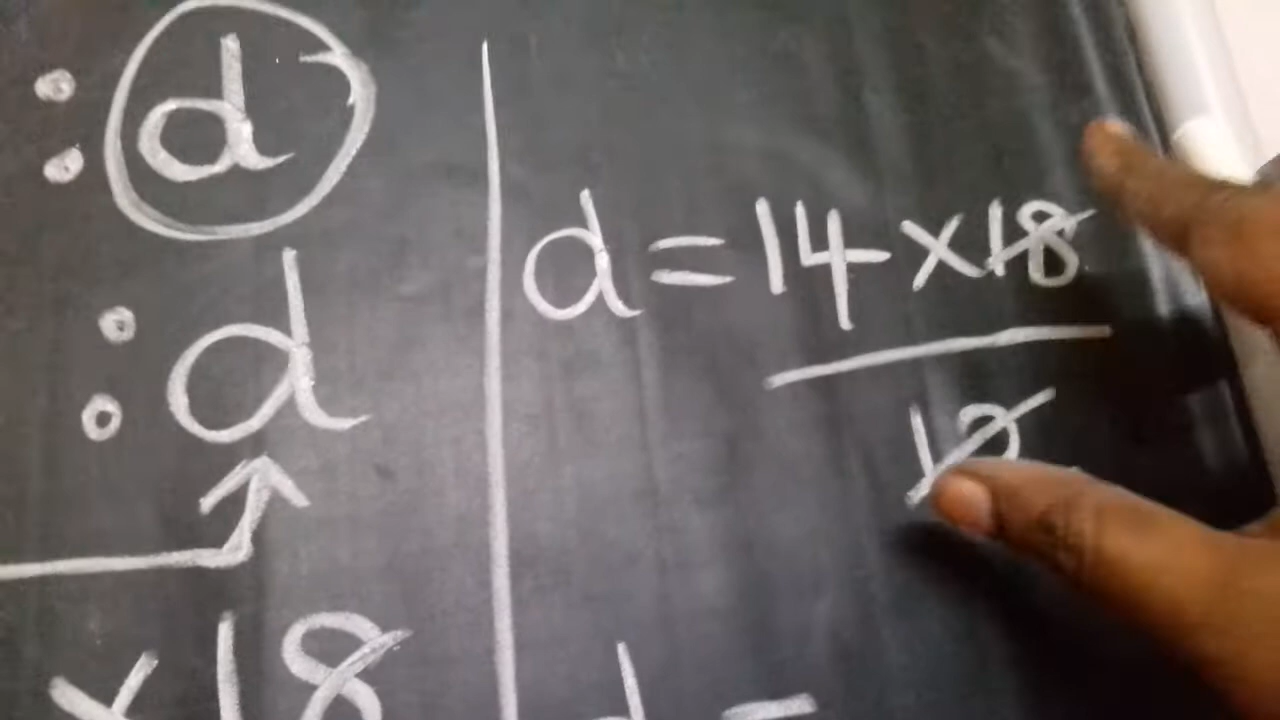 :: d
:: d
×18
d = 14 × 18
12
d =